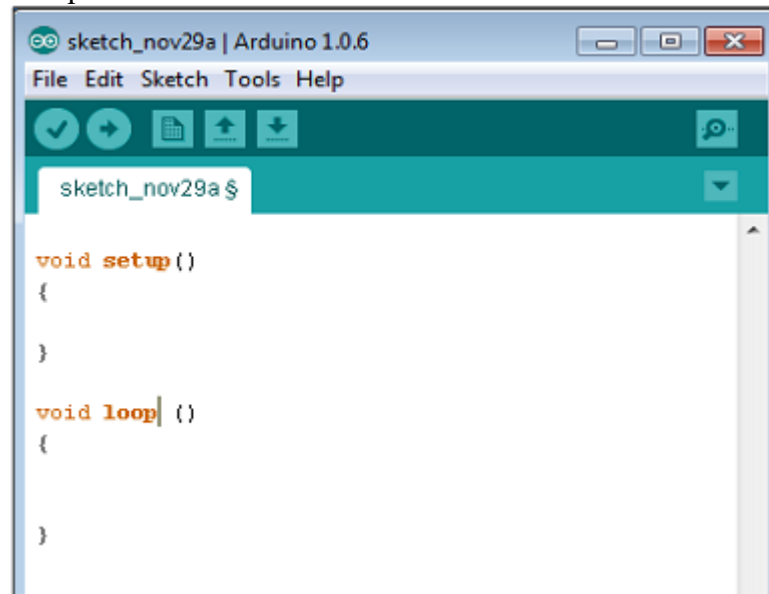 sketch_nov29a | Arduino 1.0.6
File Edit Sketch Tools Help
sketch_nov29a §
void setup()
{
}
void loop ()
{
}